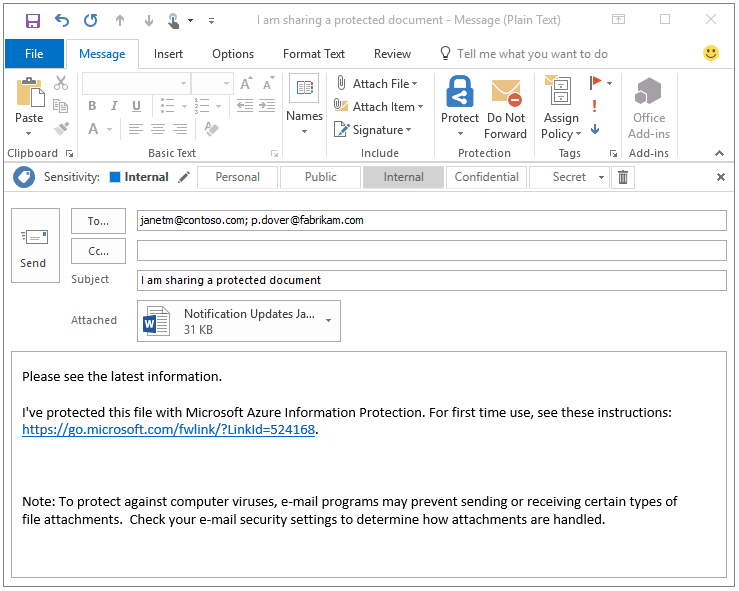 I am sharing a protected document - Message (Plain Text)
File Message Insert Options Format Text Review Tell me what you want to do
Paste
Clipboard
B I U
A A
A
Basic Text
Names
Attach File
Attach Item
Signature
Include
Protect
Do Not
Forward
Protection
Assign
Policy
Tags
Office
Add-ins
Add-ins
Sensitivity: Internal Personal Public Internal Confidential Secret
Send
To... janetm@contoso.com; p.dover@fabrikam.com
Cc...
Subject I am sharing a protected document
Attached Notification Updates Ja...
31 KB
Please see the latest information.
I've protected this file with Microsoft Azure Information Protection. For first time use, see these instructions:
https://go.microsoft.com/fwlink/?LinkId=524168.
Note: To protect against computer viruses, e-mail programs may prevent sending or receiving certain types of
file attachments.  Check your e-mail security settings to determine how attachments are handled.